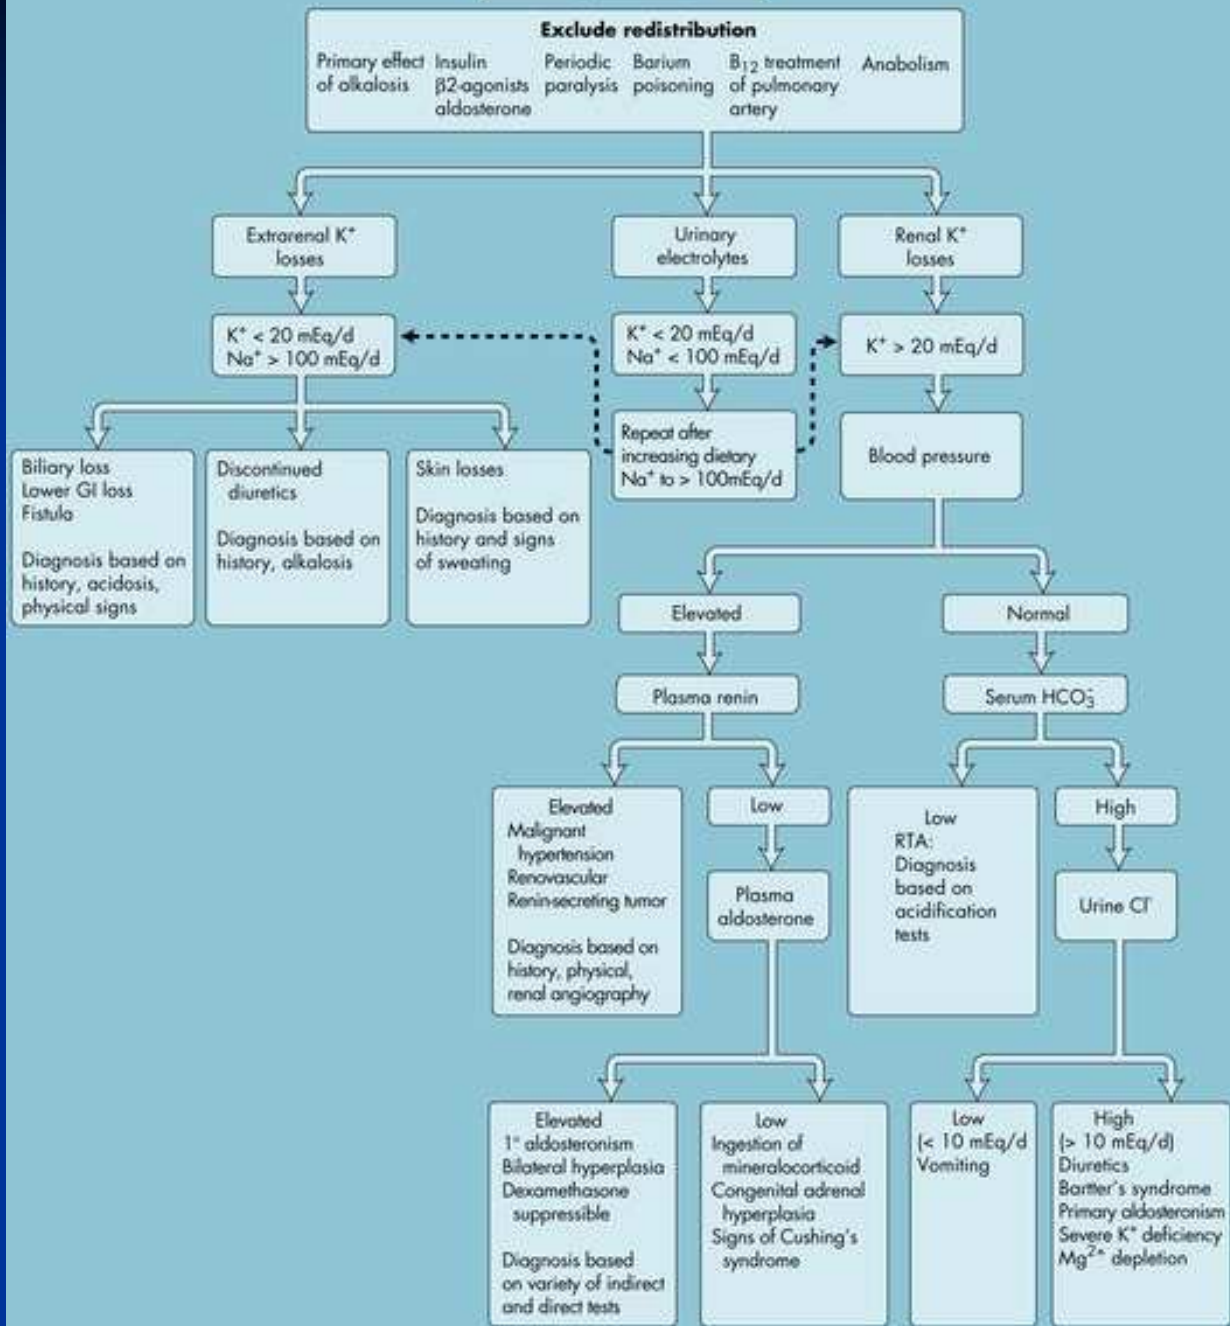 Exclude redistribution
Primary effect
of alkalosis
Insulin
β2-agonists
aldosterone
Periodic
paralysis
Barium
poisoning
B12 treatment
of pulmonary
artery
Anabolism
Extrarenal K+
losses
Urinary
electrolytes
Renal K+
losses
K+ < 20 mEq/d
Na+ > 100 mEq/d
K+ < 20 mEq/d
Na+ < 100 mEq/d
K+ > 20 mEq/d
Repeat after
increasing dietary
Na+ to > 100mEq/d
Blood pressure
Biliary loss
Lower GI loss
Fistula
Diagnosis based on
history, acidosis,
physical signs
Discontinued
diuretics
Diagnosis based on
history, alkalosis
Skin losses
Diagnosis based on
history and signs
of sweating
Elevated
Normal
Plasma renin
Serum HCO3-
Elevated
Malignant
hypertension
Renovascular
Renin-secreting tumor
Diagnosis based on
history, physical,
renal angiography
Low
Plasma
aldosterone
Low
RTA:
Diagnosis
based on
acidification
tests
High
Urine Cl-
Elevated
1° aldosteronism
Bilateral hyperplasia
Dexamethasone
suppressible
Diagnosis based
on variety of indirect
and direct tests
Low
Ingestion of
mineralocorticoid
Congenital adrenal
hyperplasia
Signs of Cushing's
syndrome
Low
(< 10 mEq/d
Vomiting
High
(> 10 mEq/d)
Diuretics
Bartter's syndrome
Primary aldosteronism
Severe K+ deficiency
Mg2+ depletion